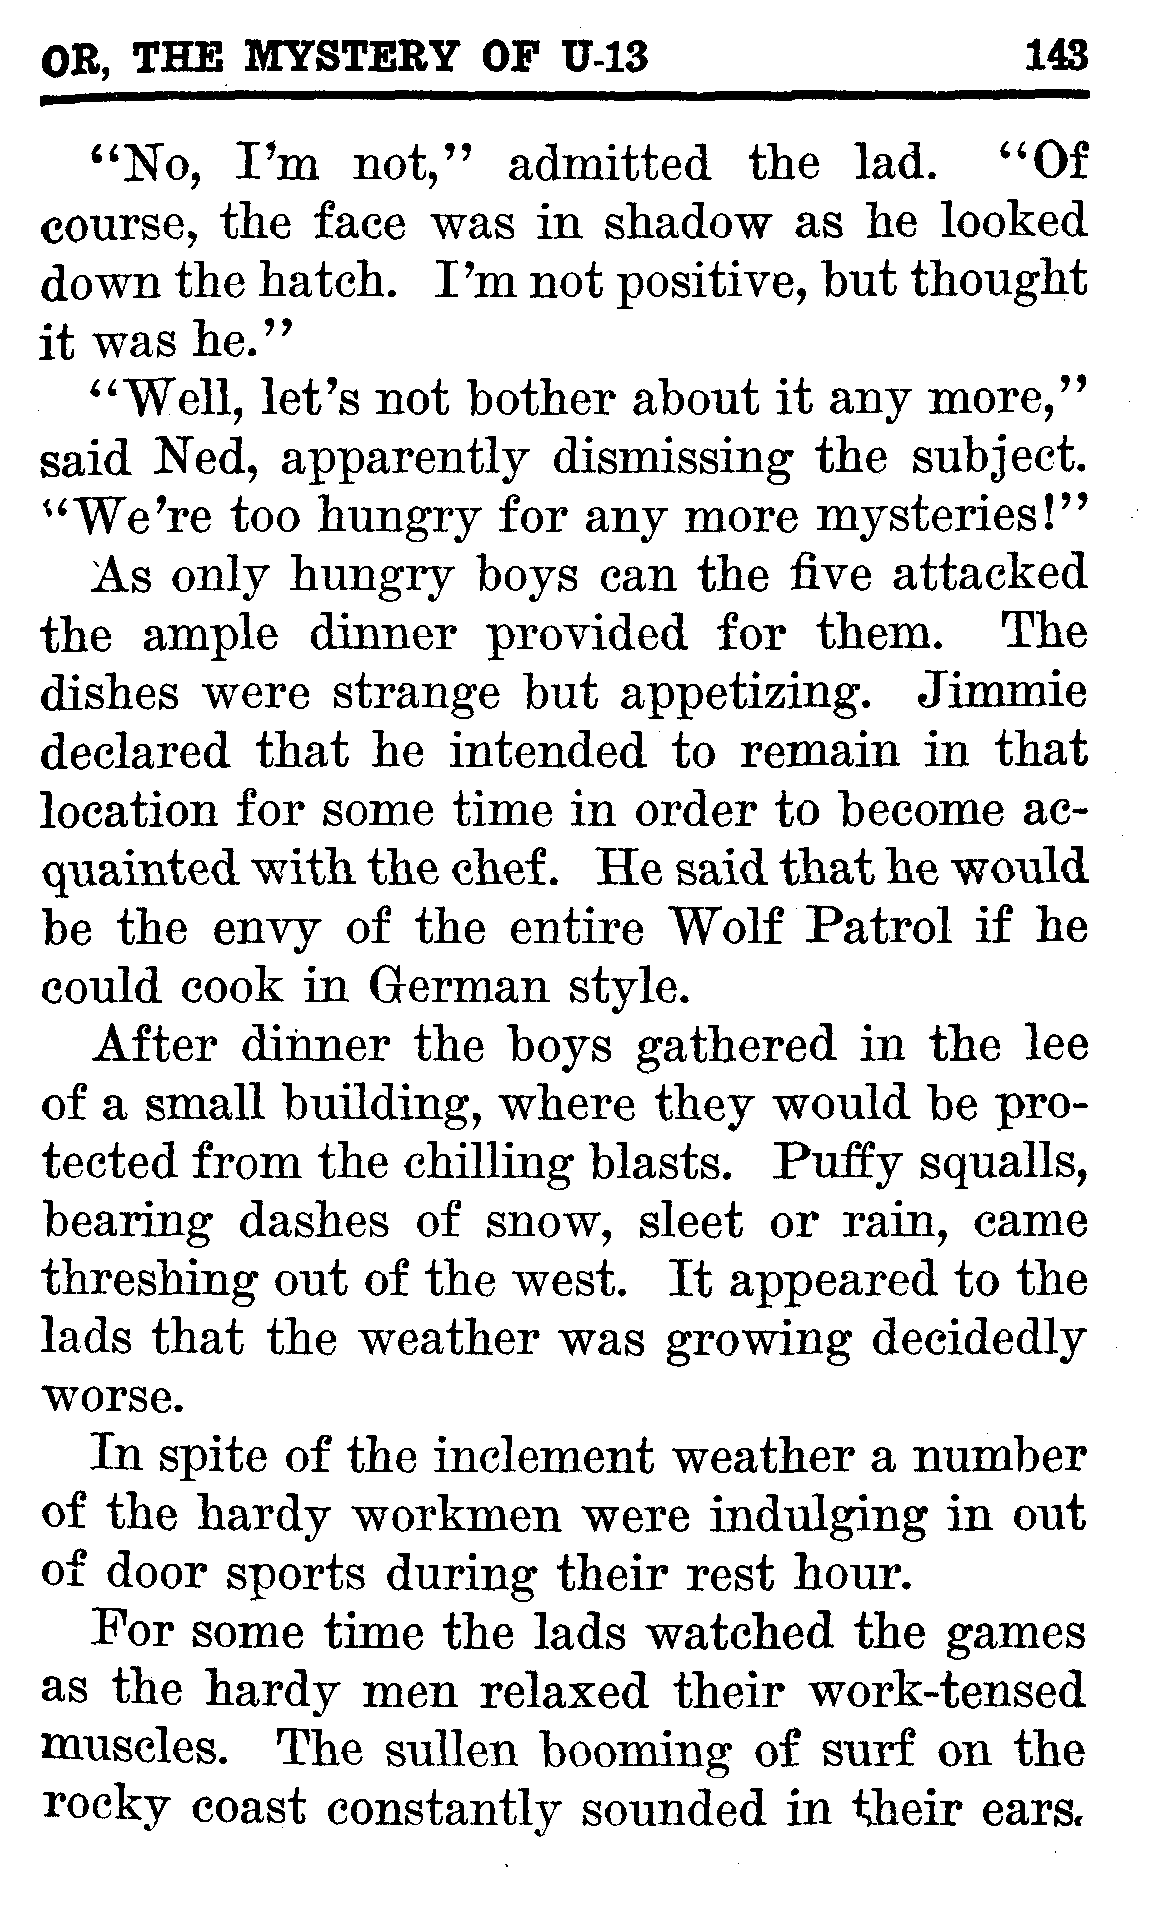 OR, THE MYSTERY OF U-13 143
“No, I’m not,” admitted the lad. “Of
course, the face was in shadow as he looked
down the hatch. I’m not positive, but thought
it was he.”
“Well, let’s not bother about it any more,”
said Ned, apparently dismissing the subject.
“We’re too hungry for any more mysteries!”
As only hungry boys can the five attacked
the ample dinner provided for them. The
dishes were strange but appetizing. Jimmie
declared that he intended to remain in that
location for some time in order to become ac-
quainted with the chef. He said that he would
be the envy of the entire Wolf Patrol if he
could cook in German style.
After dinner the boys gathered in the lee
of a small building, where they would be pro-
tected from the chilling blasts. Puffy squalls,
bearing dashes of snow, sleet or rain, came
threshing out of the west. It appeared to the
lads that the weather was growing decidedly
worse.
In spite of the inclement weather a number
of the hardy workmen were indulging in out
of door sports during their rest hour.
For some time the lads watched the games
as the hardy men relaxed their work-tensed
muscles. The sullen booming of surf on the
rocky coast constantly sounded in their ears.